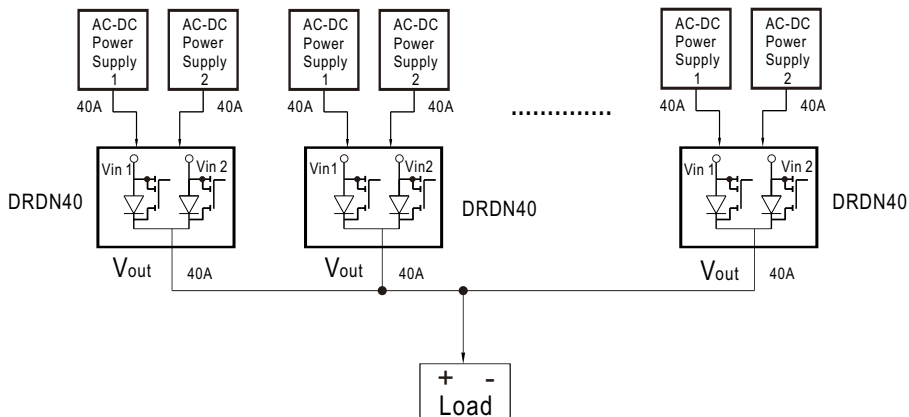 AC-DC
Power
Supply
1
AC-DC
Power
Supply
2
AC-DC
Power
Supply
1
AC-DC
Power
Supply
2
AC-DC
Power
Supply
1
AC-DC
Power
Supply
2
40A
40A
40A
40A
40A
40A
..............
Vin 1
Vin 2
Vin1
Vin2
Vin 1
Vin 2
DRDN40
DRDN40
DRDN40
Vout
40A
Vout
40A
Vout
40A
+ -
Load